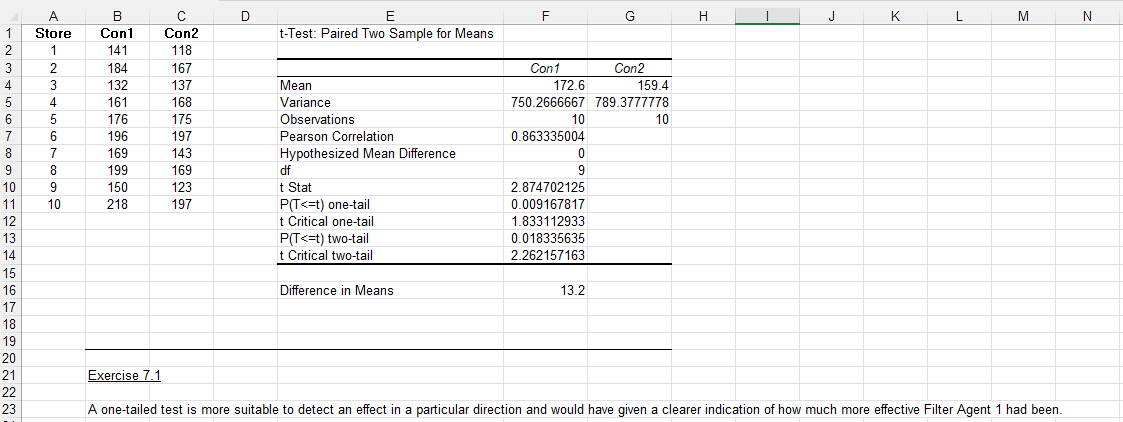 A B C D E F G H I J K L M N
1 Store Con1 Con2 t-Test: Paired Two Sample for Means
2 1 141 118
3 2 184 167 Con1 Con2
4 3 132 137 Mean 172.6 159.4
5 4 161 168 Variance 750.2666667 789.3777778
6 5 176 175 Observations 10 10
7 6 196 197 Pearson Correlation 0.863335004
8 7 169 143 Hypothesized Mean Difference 0
9 8 199 169 df 9
10 9 150 123 t Stat 2.874702125
11 10 218 197 P(T<=t) one-tail 0.009167817
12 t Critical one-tail 1.833112933
13 P(T<=t) two-tail 0.018335635
14 t Critical two-tail 2.262157163
15
16 Difference in Means 13.2
17
18
19
20
21 Exercise 7.1
22
23 A one-tailed test is more suitable to detect an effect in a particular direction and would have given a clearer indication of how much more effective Filter Agent 1 had been.